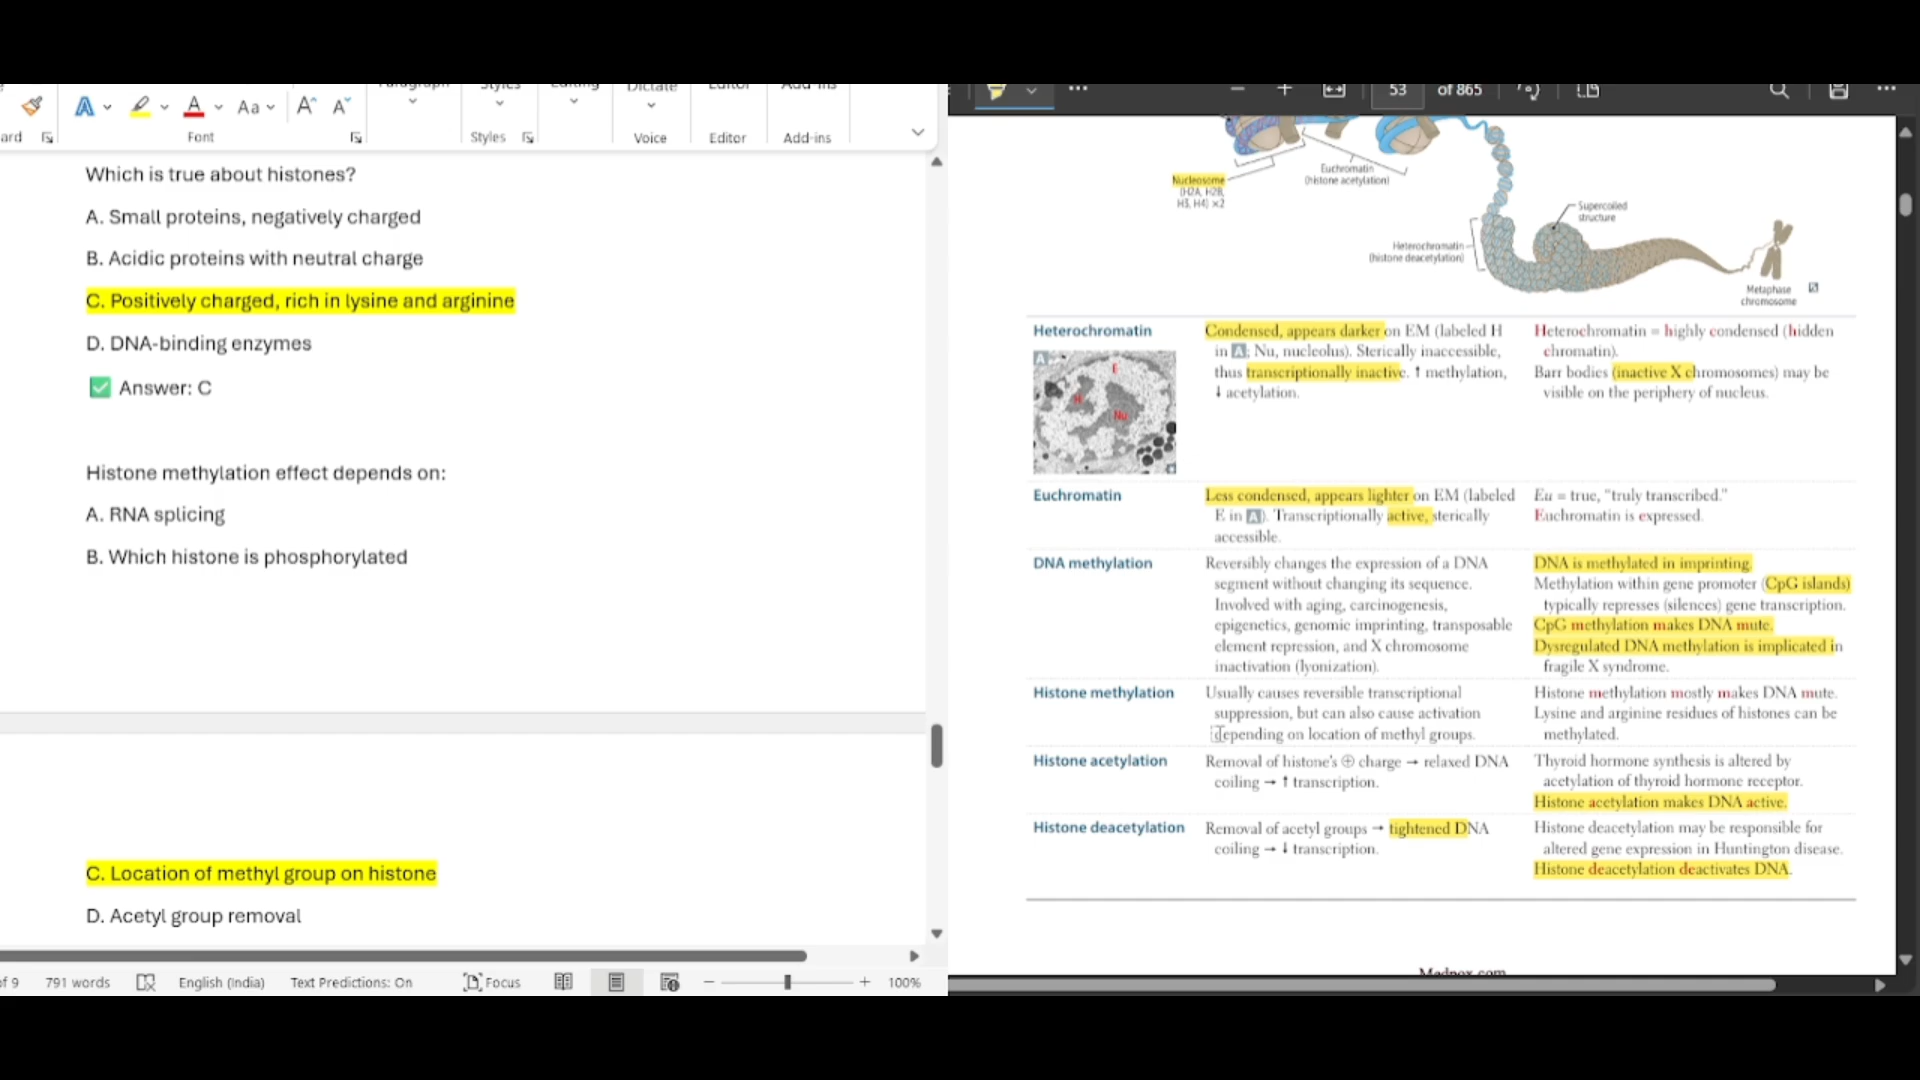 ard
Font
Styles
Voice
Dictate
Editor
Add-ins
Aa
Which is true about histones?
A. Small proteins, negatively charged
B. Acidic proteins with neutral charge
C. Positively charged, rich in lysine and arginine
D. DNA-binding enzymes
Answer: C
Histone methylation effect depends on:
A. RNA splicing
B. Which histone is phosphorylated
C. Location of methyl group on histone
D. Acetyl group removal
of 9 791 words English (India) Text Predictions: On Focus 100%
53 of 865
Nucleosome
(H2A, H2B,
H3, H4) ×2
Euchromatin
(histone acetylation)
Supercoiled
structure
Heterochromatin
(histone deacetylation)
Metaphase
chromosome
Heterochromatin
A
E
H
Nu
Condensed, appears darker on EM (labeled H
in A; Nu, nucleolus). Sterically inaccessible,
thus transcriptionally inactive. ↑ methylation,
↓ acetylation.
Heterochromatin = highly condensed (hidden
chromatin).
Barr bodies (inactive X chromosomes) may be
visible on the periphery of nucleus.
Euchromatin
Less condensed, appears lighter on EM (labeled
E in A). Transcriptionally active, sterically
accessible.
Eu = true, "truly transcribed."
Euchromatin is expressed.
DNA methylation
Reversibly changes the expression of a DNA
segment without changing its sequence.
Involved with aging, carcinogenesis,
epigenetics, genomic imprinting, transposable
element repression, and X chromosome
inactivation (lyonization).
DNA is methylated in imprinting.
Methylation within gene promoter (CpG islands)
typically represses (silences) gene transcription.
CpG methylation makes DNA mute.
Dysregulated DNA methylation is implicated in
fragile X syndrome.
Histone methylation
Usually causes reversible transcriptional
suppression, but can also cause activation
depending on location of methyl groups.
Histone methylation mostly makes DNA mute.
Lysine and arginine residues of histones can be
methylated.
Histone acetylation
Removal of histone's ⊕ charge → relaxed DNA
coiling → ↑ transcription.
Thyroid hormone synthesis is altered by
acetylation of thyroid hormone receptor.
Histone acetylation makes DNA active.
Histone deacetylation
Removal of acetyl groups → tightened DNA
coiling → ↓ transcription.
Histone deacetylation may be responsible for
altered gene expression in Huntington disease.
Histone deacetylation deactivates DNA.